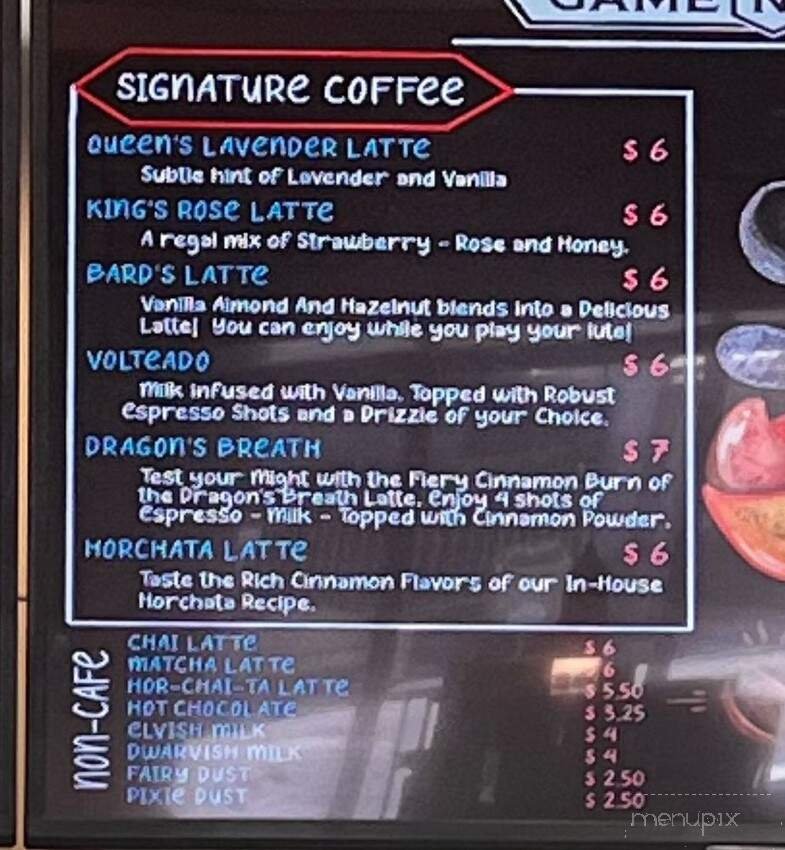 GAME N
SIGNATURE COFFEE
QUEEN'S LAVENDER LATTE $ 6
Subtle hint of Lavender and Vanilla
KING'S ROSE LATTE $ 6
A regal mix of Strawberry - Rose and Honey.
BARD'S LATTE $ 6
Vanilla Almond And Hazelnut blends into a Delicious
Latte! You can enjoy while you play your lute!
VOLTEADO $ 6
Milk infused with Vanilla, Topped with Robust
Espresso Shots and a Drizzle of your Choice.
DRAGON'S BREATH $ 7
Test your Might with the Fiery Cinnamon Burn of
the Dragon's Breath Latte. Enjoy 4 shots of
Espresso - Milk - Topped with Cinnamon Powder.
HORCHATA LATTE $ 6
Taste the Rich Cinnamon Flavors of our In-House
Horchata Recipe.
NON-CAFE
CHAI LATTE $ 6
MATCHA LATTE $ 6
HOR-CHAI-TA LATTE $ 5.50
HOT CHOCOLATE $ 3.25
ELVISH MILK $ 4
DWARVISH MILK $ 4
FAIRY DUST $ 2.50
PIXIE DUST $ 2.50
menupix